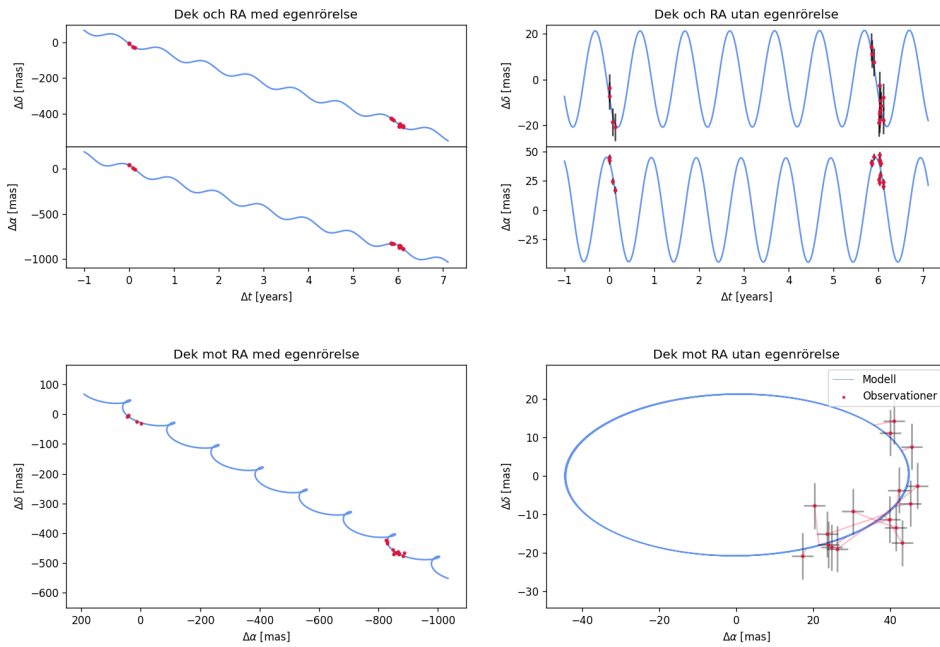 Dek och RA med egenrörelse
Δδ [mas]
0
−200
−400
Δα [mas]
0
−500
−1000
−1 0 1 2 3 4 5 6 7
Δt [years]
Dek och RA utan egenrörelse
Δδ [mas]
20
0
−20
Δα [mas]
50
25
0
−25
−1 0 1 2 3 4 5 6 7
Δt [years]
Dek mot RA med egenrörelse
Δδ [mas]
100
0
−100
−200
−300
−400
−500
−600
200 0 −200 −400 −600 −800 −1000
Δα [mas]
Dek mot RA utan egenrörelse
Modell
Observationer
Δδ [mas]
20
10
0
−10
−20
−30
−40 −20 0 20 40
Δα [mas]